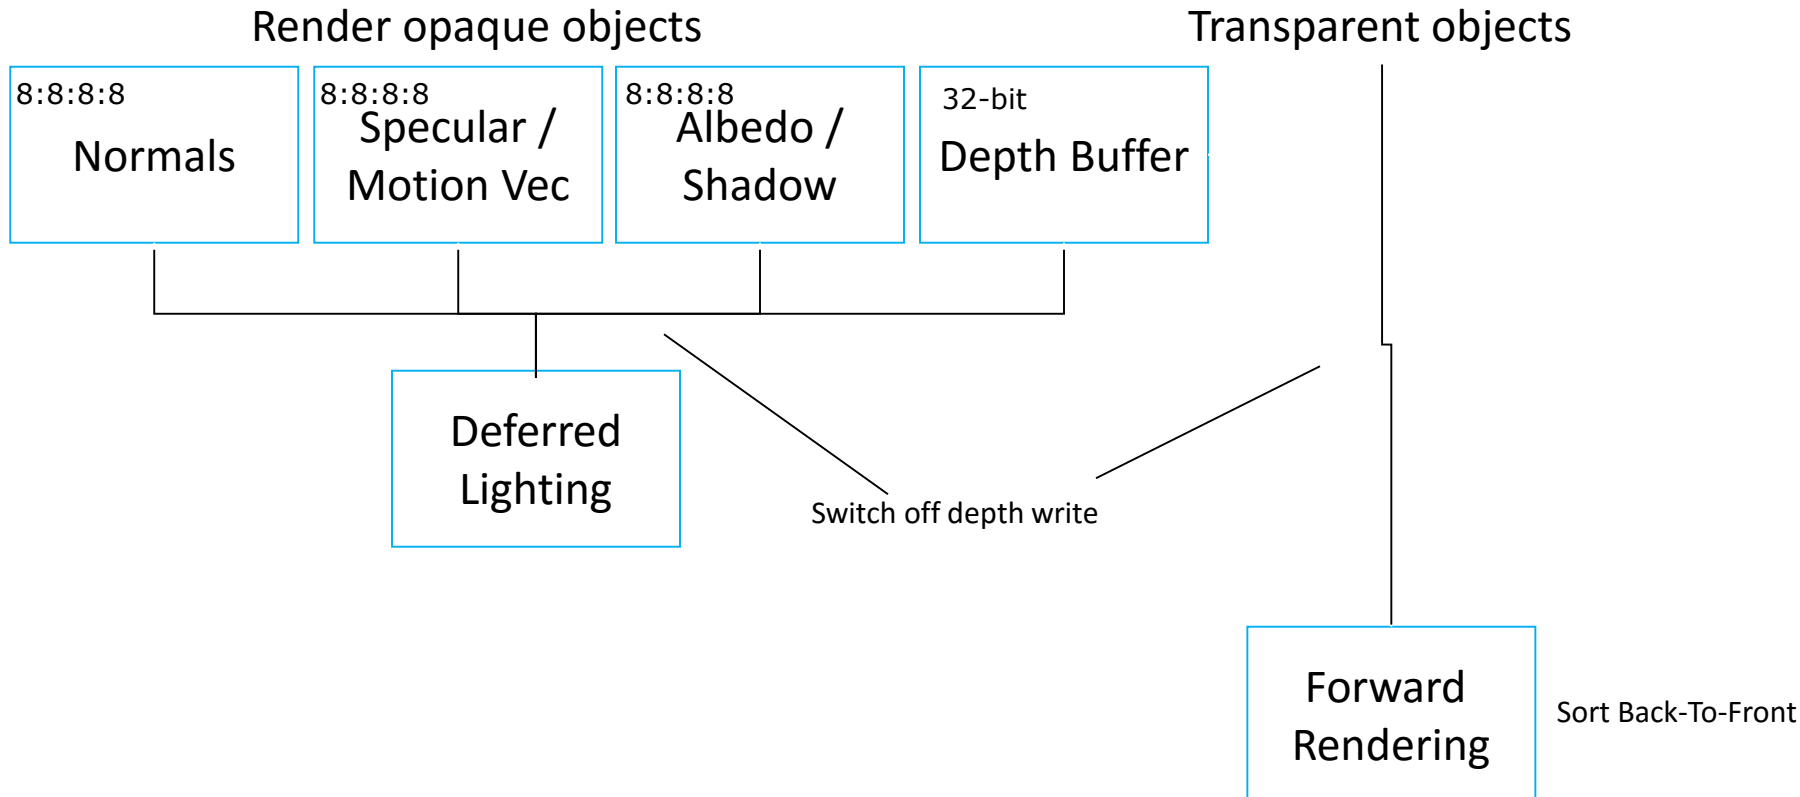 Render opaque objects
Transparent objects
8:8:8:8
Normals
8:8:8:8
Specular /
Motion Vec
8:8:8:8
Albedo /
Shadow
32-bit
Depth Buffer
Deferred
Lighting
Switch off depth write
Forward
Rendering
Sort Back-To-Front